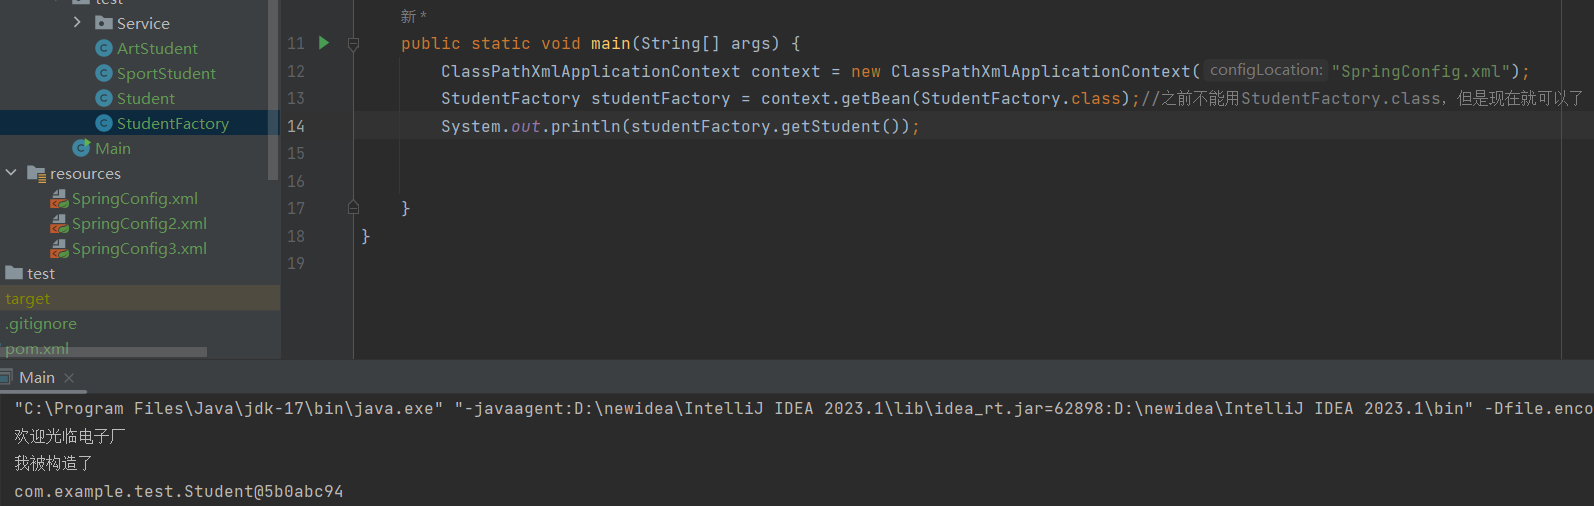 test
Service
ArtStudent
SportStudent
Student
StudentFactory
Main
resources
SpringConfig.xml
SpringConfig2.xml
SpringConfig3.xml
test
target
.gitignore
pom.xml
新 *
11 public static void main(String[] args) {
12 ClassPathXmlApplicationContext context = new ClassPathXmlApplicationContext( configLocation: "SpringConfig.xml");
13 StudentFactory studentFactory = context.getBean(StudentFactory.class);//之前不能用StudentFactory.class，但是现在就可以了
14 System.out.println(studentFactory.getStudent());
15
16
17 }
18 }
19
Main
"C:\Program Files\Java\jdk-17\bin\java.exe" "-javaagent:D:\newidea\IntelliJ IDEA 2023.1\lib\idea_rt.jar=62898:D:\newidea\IntelliJ IDEA 2023.1\bin" -Dfile.enco
欢迎光临电子厂
我被构造了
com.example.test.Student@5b0abc94